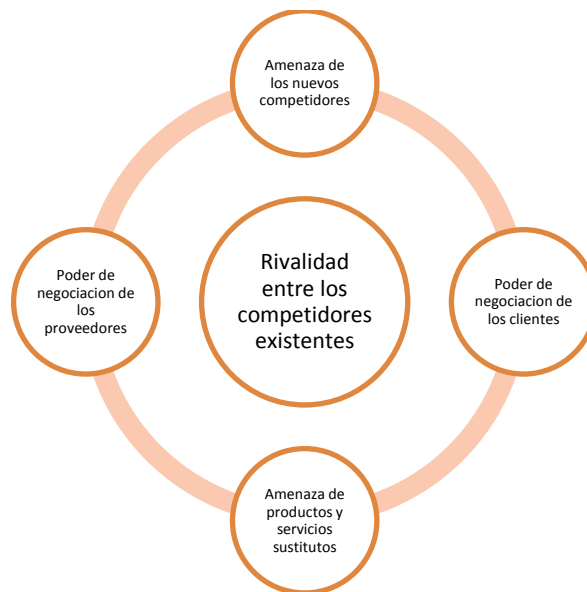 Amenaza de
los nuevos
competidores
Rivalidad
entre los
competidores
existentes
Poder de
negociacion de
los
proveedores
Poder de
negociacion de
los clientes
Amenaza de
productos y
servicios
sustitutos